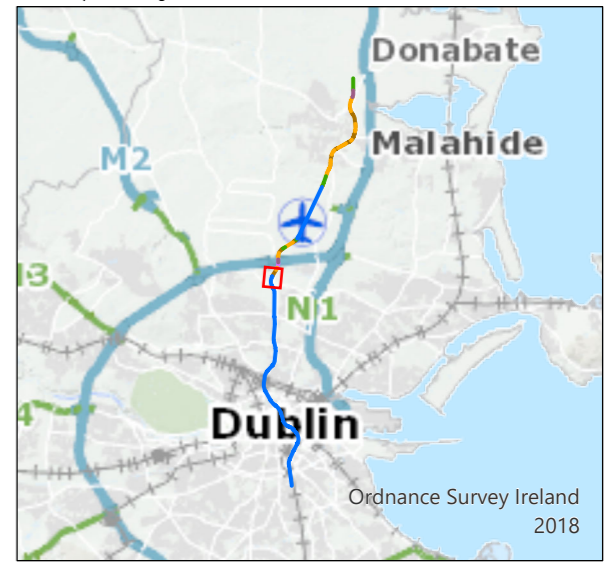 Donabate
Malahide
M2
N1
Dublin
Ordnance Survey Ireland
2018